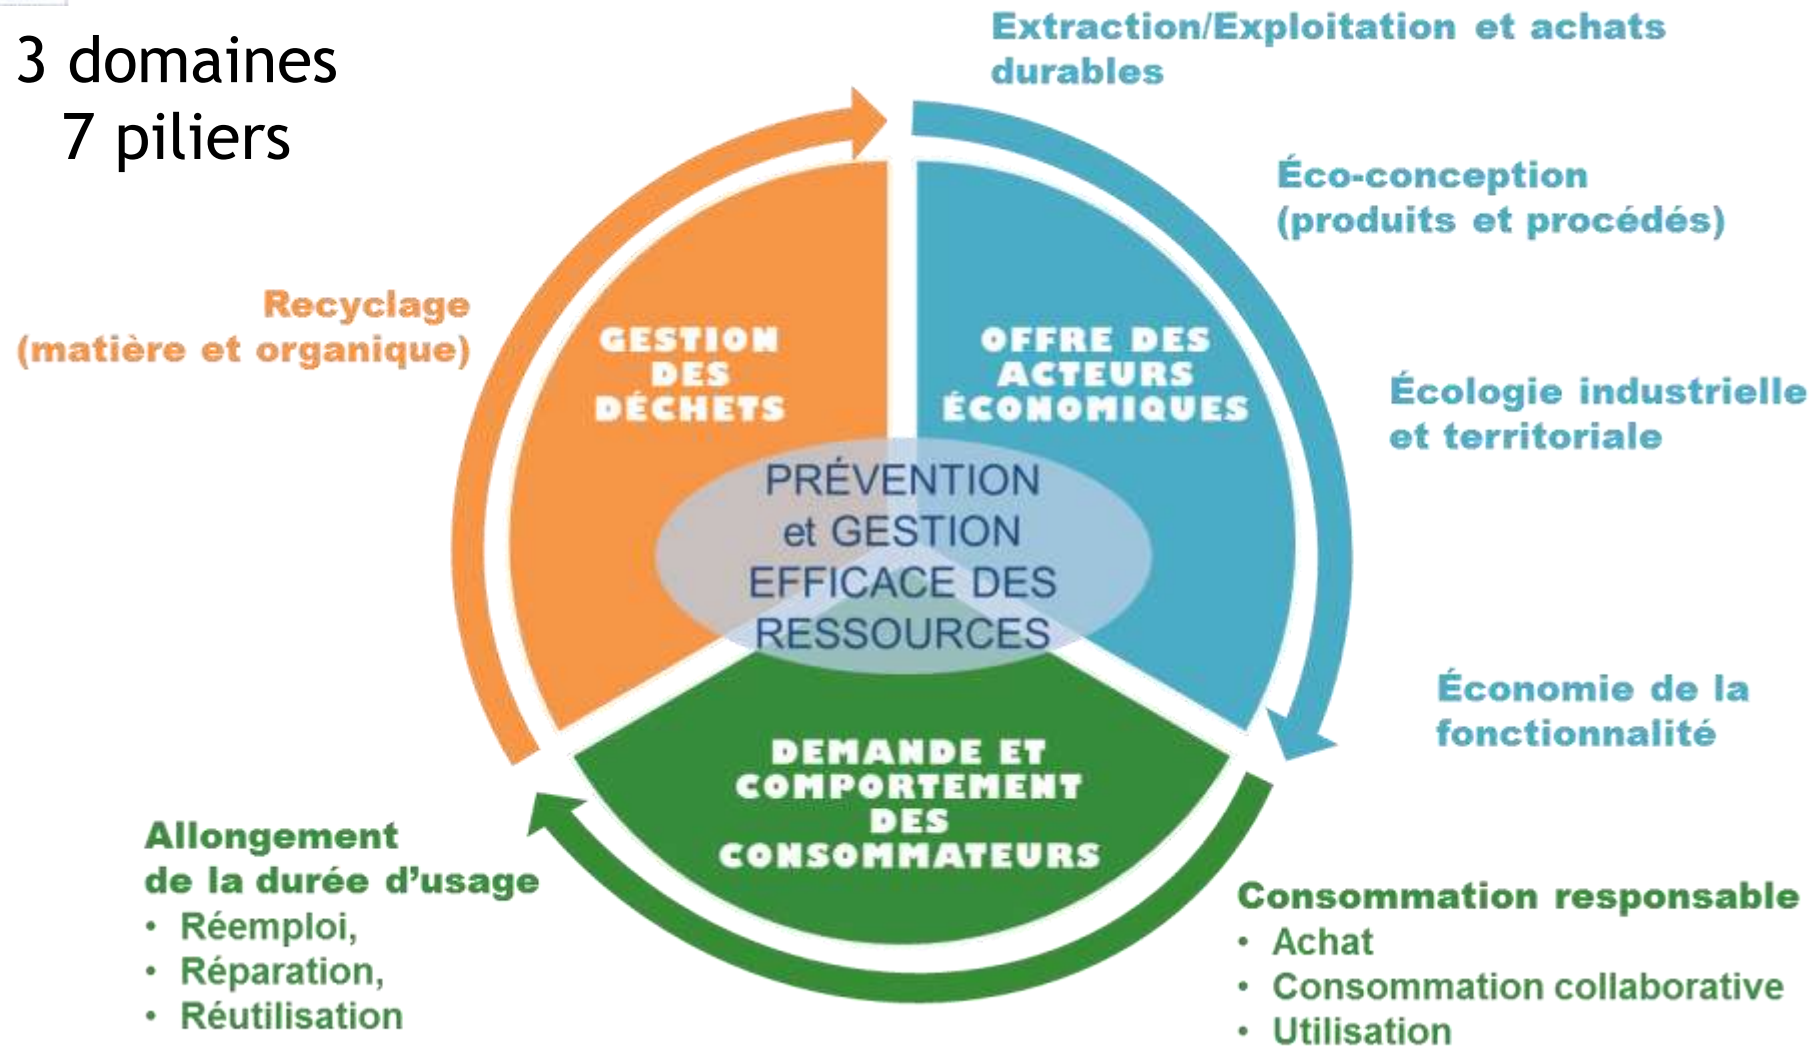 3 domaines
7 piliers
Extraction/Exploitation et achats
durables
Éco-conception
(produits et procédés)
Écologie industrielle
et territoriale
Économie de la
fonctionnalité
Consommation responsable
• Achat
• Consommation collaborative
• Utilisation
Allongement
de la durée d’usage
• Réemploi,
• Réparation,
• Réutilisation
Recyclage
(matière et organique)
GESTION
DES
DÉCHETS
OFFRE DES
ACTEURS
ÉCONOMIQUES
DEMANDE ET
COMPORTEMENT
DES
CONSOMMATEURS
PRÉVENTION
et GESTION
EFFICACE DES
RESSOURCES